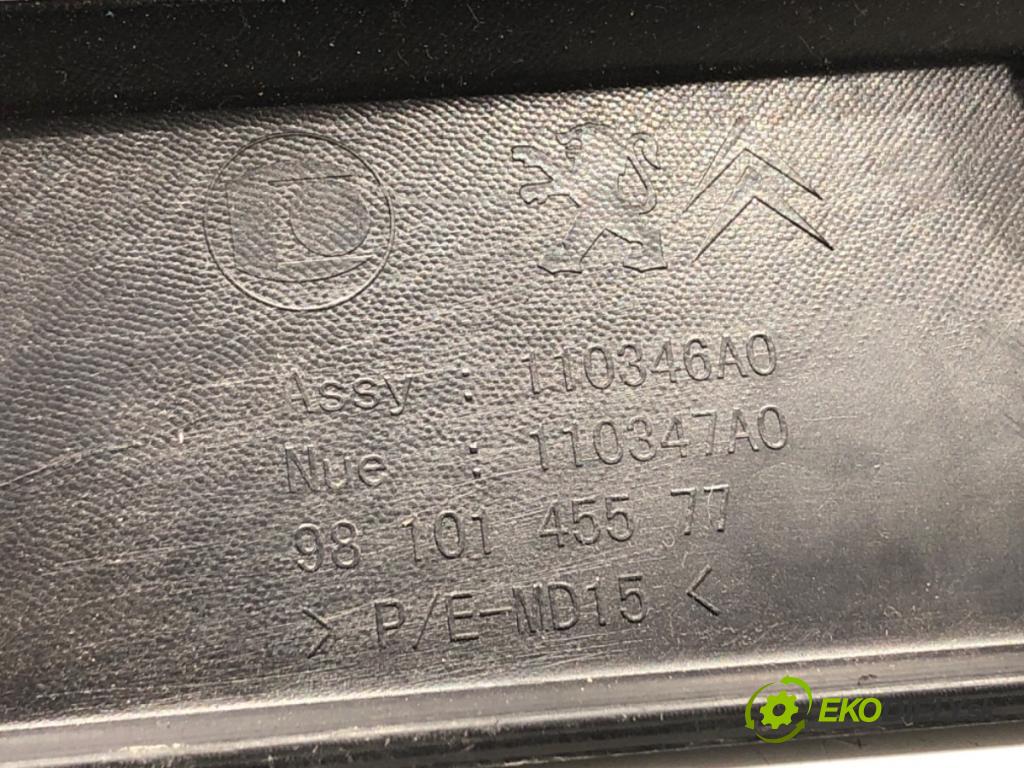 Assy : 110346A0
Nue : 110347A0
98 101 455 77
> P/E-MD15 <
EKO